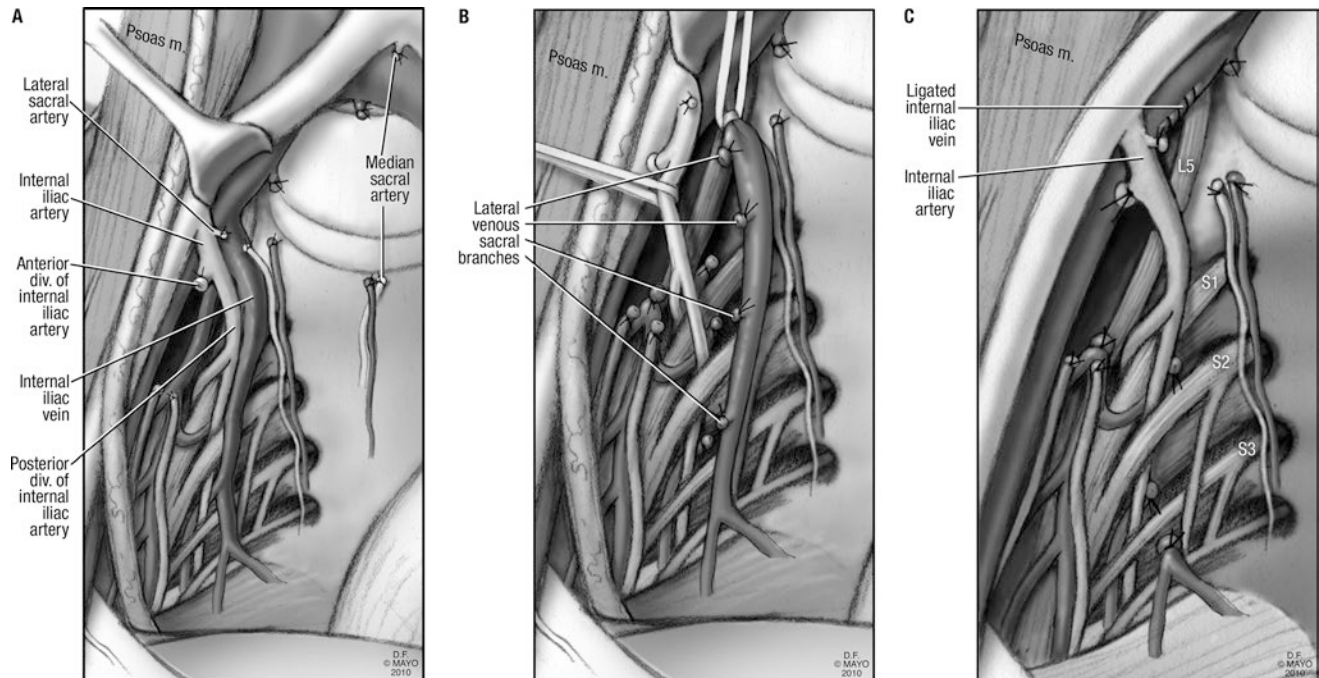 A
Psoas m.
Lateral
sacral
artery
Internal
iliac
artery
Anterior
div. of
internal
iliac
artery
Internal
iliac
vein
Posterior
div. of
internal
iliac
artery
Median
sacral
artery
D.F.
© MAYO
2010
B
Psoas m.
Lateral
venous
sacral
branches
D.F.
© MAYO
2010
C
Psoas m.
Ligated
internal
iliac
vein
Internal
iliac
artery
L5
S1
S2
S3
D.F.
© MAYO
2010